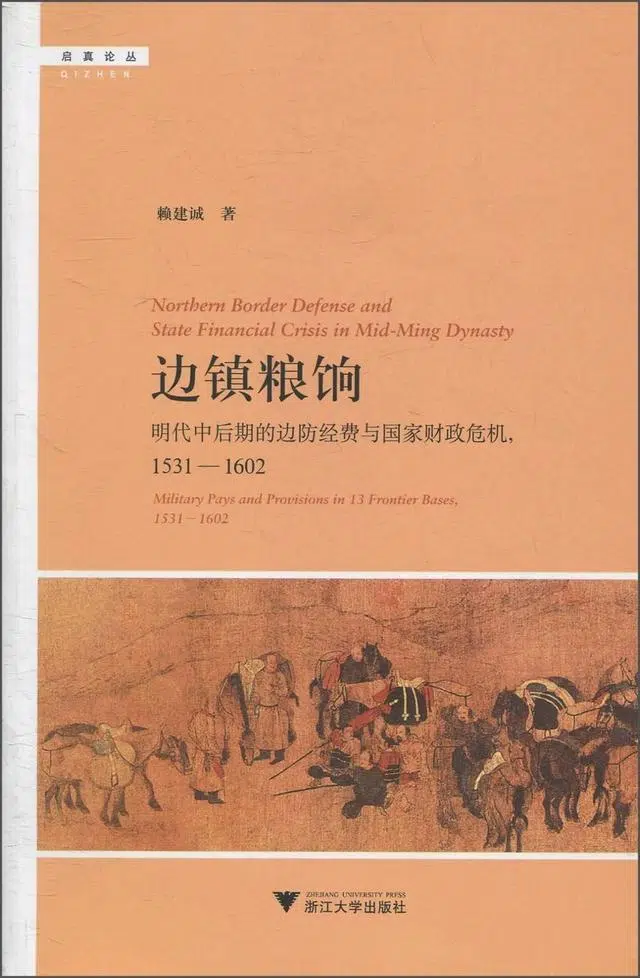 启真论丛
QIZHEN
赖建诚 著
Northern Border Defense and
State Financial Crisis in Mid-Ming Dynasty
边镇粮饷
明代中后期的边防经费与国家财政危机，
1531—1602
Military Pays and Provisions in 13 Frontier Bases,
1531－1602
ZHEJIANG UNIVERSITY PRESS
浙江大学出版社